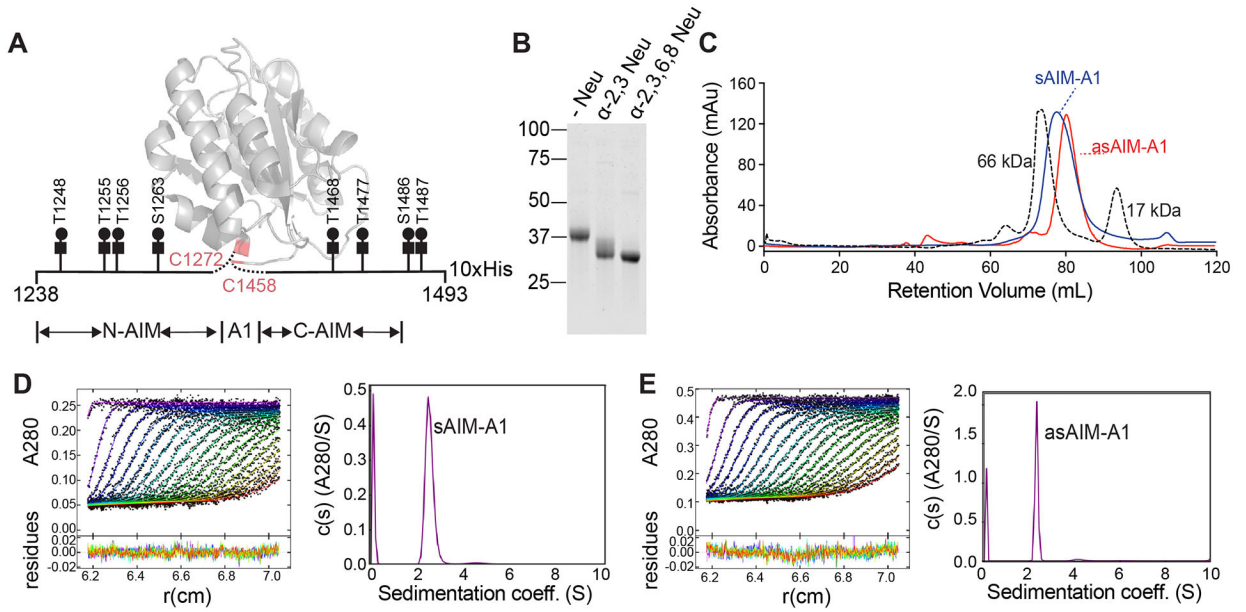 A
T1248
T1255
T1256
S1263
T1468
T1477
S1486
T1487
C1272
C1458
10xHis
1238
1493
N-AIM
A1
C-AIM
B
- Neu
α-2,3 Neu
α-2,3,6,8 Neu
100
75
50
37
25
C
Absorbance (mAu)
160
120
80
40
0
sAIM-A1
asAIM-A1
66 kDa
17 kDa
0 20 40 60 80 100 120
Retention Volume (mL)
D
A280
0.25
0.20
0.15
0.10
0.05
0.00
residues
0.02
0.00
-0.02
6.2 6.4 6.6 6.8 7.0
r(cm)
c(s) (A280/S)
0.5
0.4
0.3
0.2
0.1
0.0
sAIM-A1
0 2 4 6 8 10
Sedimentation coeff. (S)
E
A280
0.5
0.4
0.3
0.2
0.1
0.0
residues
0.02
0.00
-0.02
6.2 6.4 6.6 6.8 7.0
r(cm)
c(s) (A280/S)
2.0
1.5
1.0
0.5
0.0
asAIM-A1
0 2 4 6 8 10
Sedimentation coeff. (S)